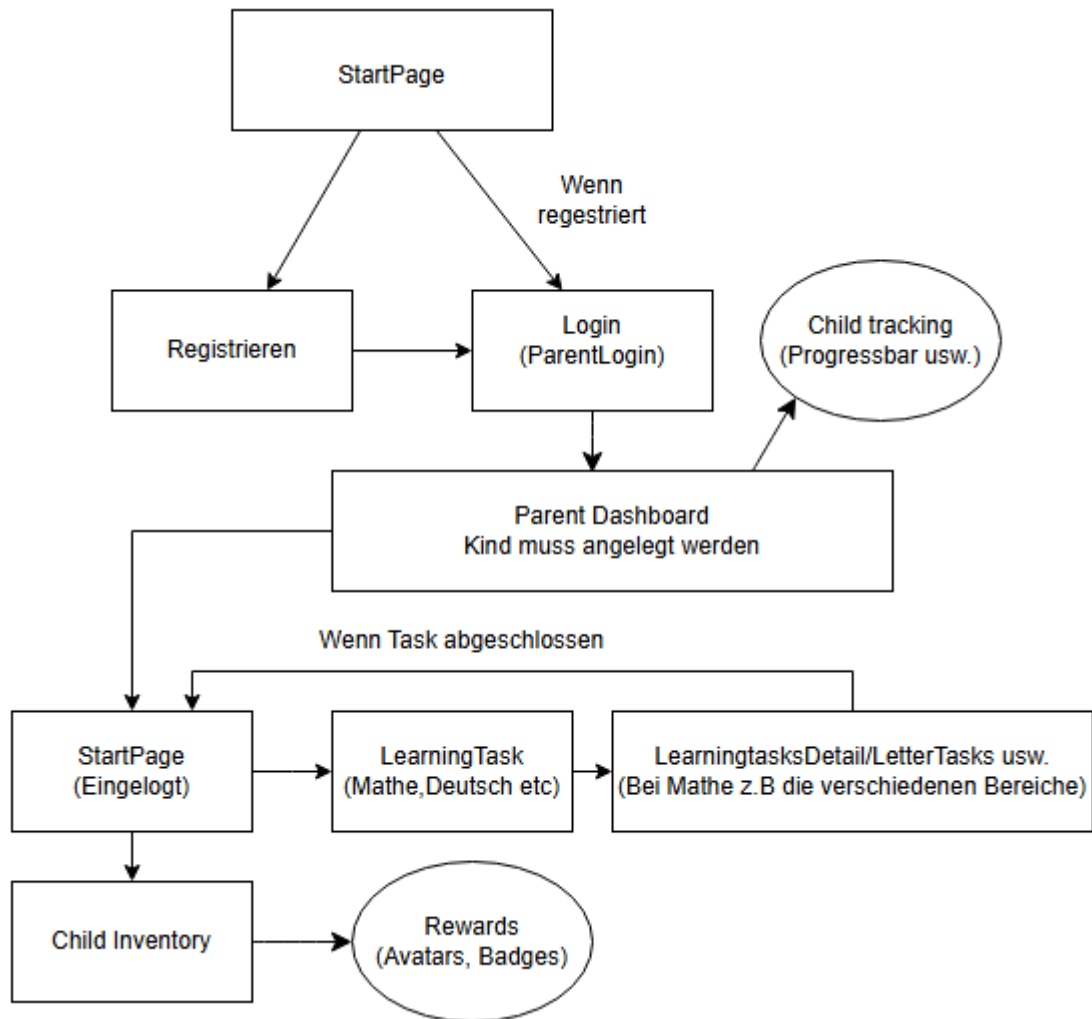 StartPage
Wenn
regestriert
Registrieren
Login
(ParentLogin)
Child tracking
(Progressbar usw.)
Parent Dashboard
Kind muss angelegt werden
Wenn Task abgeschlossen
StartPage
(Eingelogt)
LearningTask
(Mathe,Deutsch etc)
LearningtasksDetail/LetterTasks usw.
(Bei Mathe z.B die verschiedenen Bereiche)
Child Inventory
Rewards
(Avatars, Badges)